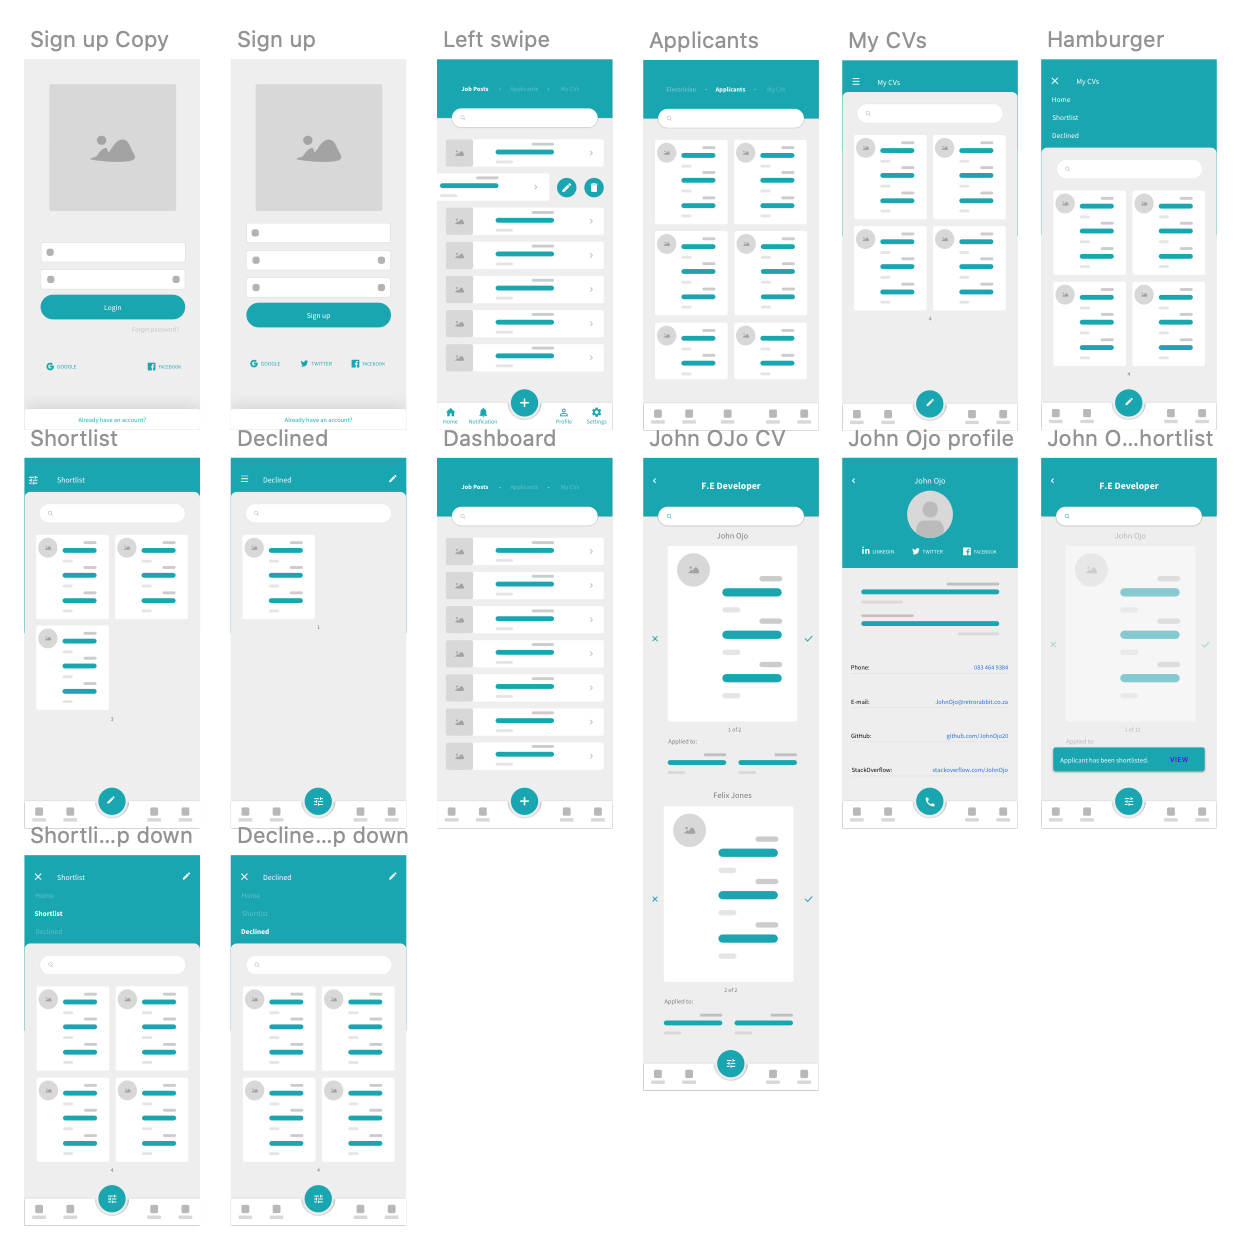 Sign up Copy
Sign up
Left swipe
Applicants
My CVs
Hamburger
Login
Forget password?
GOOGLE
FACEBOOK
Already have an account?
Sign up
GOOGLE
TWITTER
FACEBOOK
Already have an account?
Job Posts
Applicants
My CVs
Home
Notification
Profile
Settings
Electrician
Applicants
My CVs
My CVs
4
My CVs
Home
Shortlist
Declined
4
Shortlist
Declined
Dashboard
John OJo CV
John Ojo profile
John O...hortlist
Shortlist
3
Declined
1
Job Posts
Applicants
My CVs
F.E Developer
John Ojo
1 of 2
Applied to:
Felix Jones
2 of 2
Applied to:
John Ojo
LINKEDIN
TWITTER
FACEBOOK
Phone:
083 464 9384
E-mail:
JohnOjo@retrorabbit.co.za
GitHub:
github.com/JohnOjo20
StackOverflow:
stackoverflow.com/JohnOjo
F.E Developer
John Ojo
Applied to:
Applicant has been shortlisted.
VIEW
Shortli...p down
Decline...p down
Shortlist
Home
Shortlist
Declined
4
Declined
Home
Shortlist
Declined
4